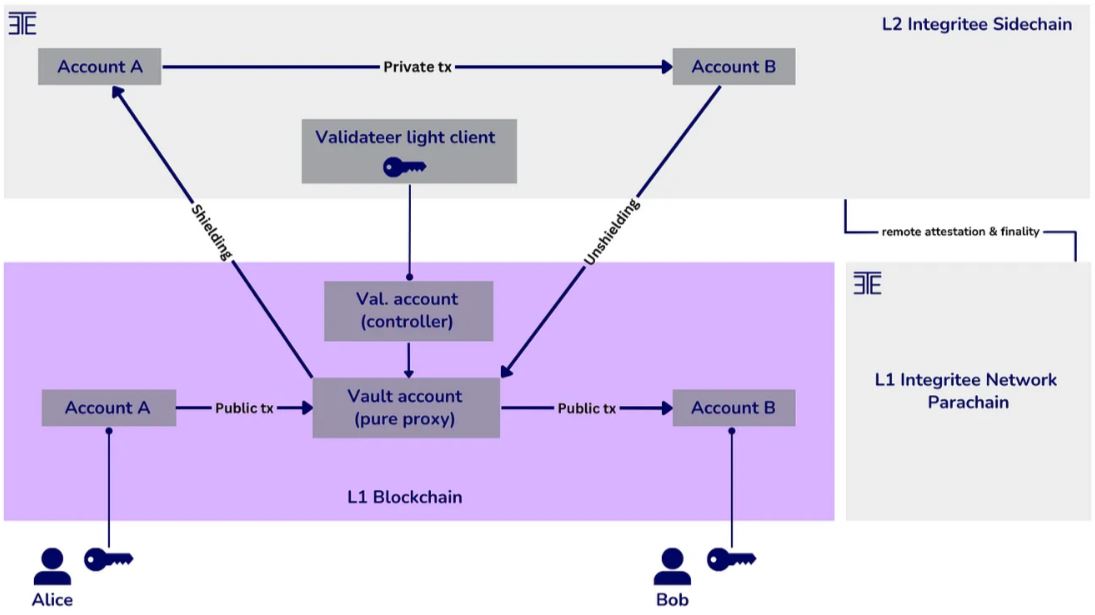 L2 Integritee Sidechain
Account A
Private tx
Account B
Validateer light client
Shielding
Unshielding
remote attestation & finality
Val. account
(controller)
L1 Integritee Network
Parachain
Account A
Public tx
Vault account
(pure proxy)
Public tx
Account B
L1 Blockchain
Alice
Bob